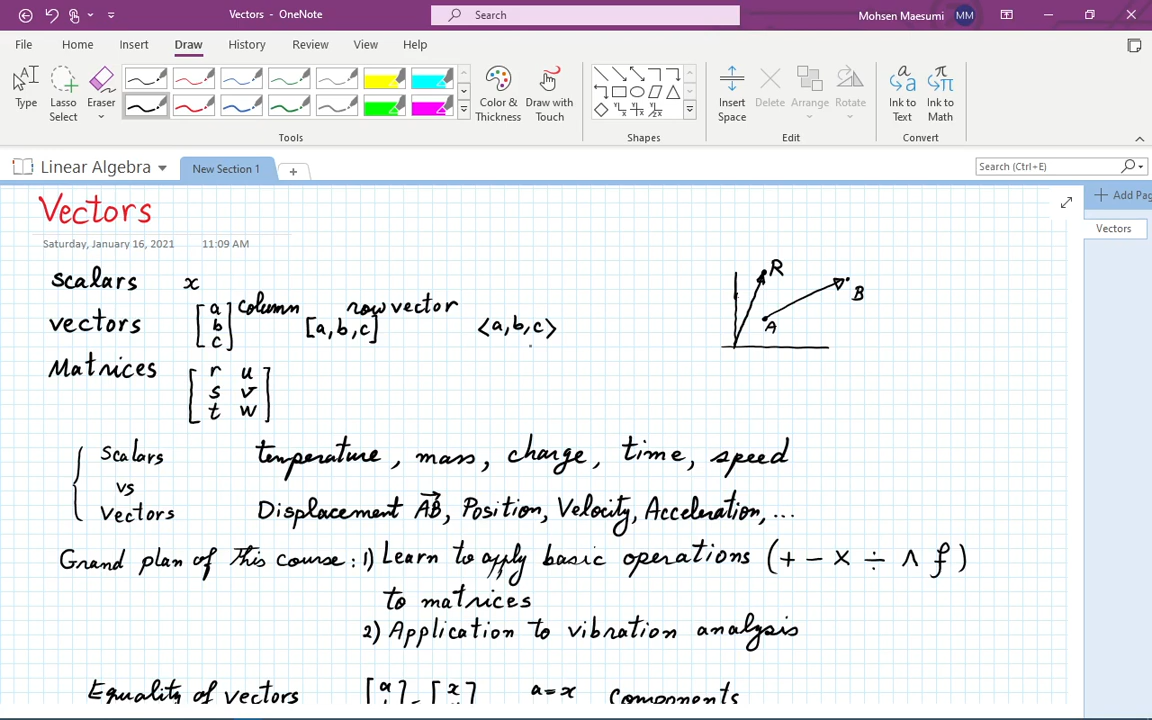 Vectors - OneNote
Search
Mohsen Maesumi MM
File Home Insert Draw History Review View Help
Type Lasso Select Eraser Color & Thickness Draw with Touch Insert Space Delete Arrange Rotate Ink to Text Ink to Math
Tools Shapes Edit Convert
Linear Algebra New Section 1 +
Search (Ctrl+E)
Add Pag
Vectors
Vectors
Saturday, January 16, 2021 11:09 AM
Scalars x
vectors [a b c] column [a, b, c] row vector <a, b, c>
R
A
B
Matrices [r u
s v
t w]
Scalars temperature, mass, charge, time, speed
vs
Vectors Displacement AB, Position, Velocity, Acceleration, ...
Grand plan of this course: 1) Learn to apply basic operations (+ - × ÷ ∧ f)
to matrices
2) Application to vibration analysis
Equality of vectors a = x a = x components